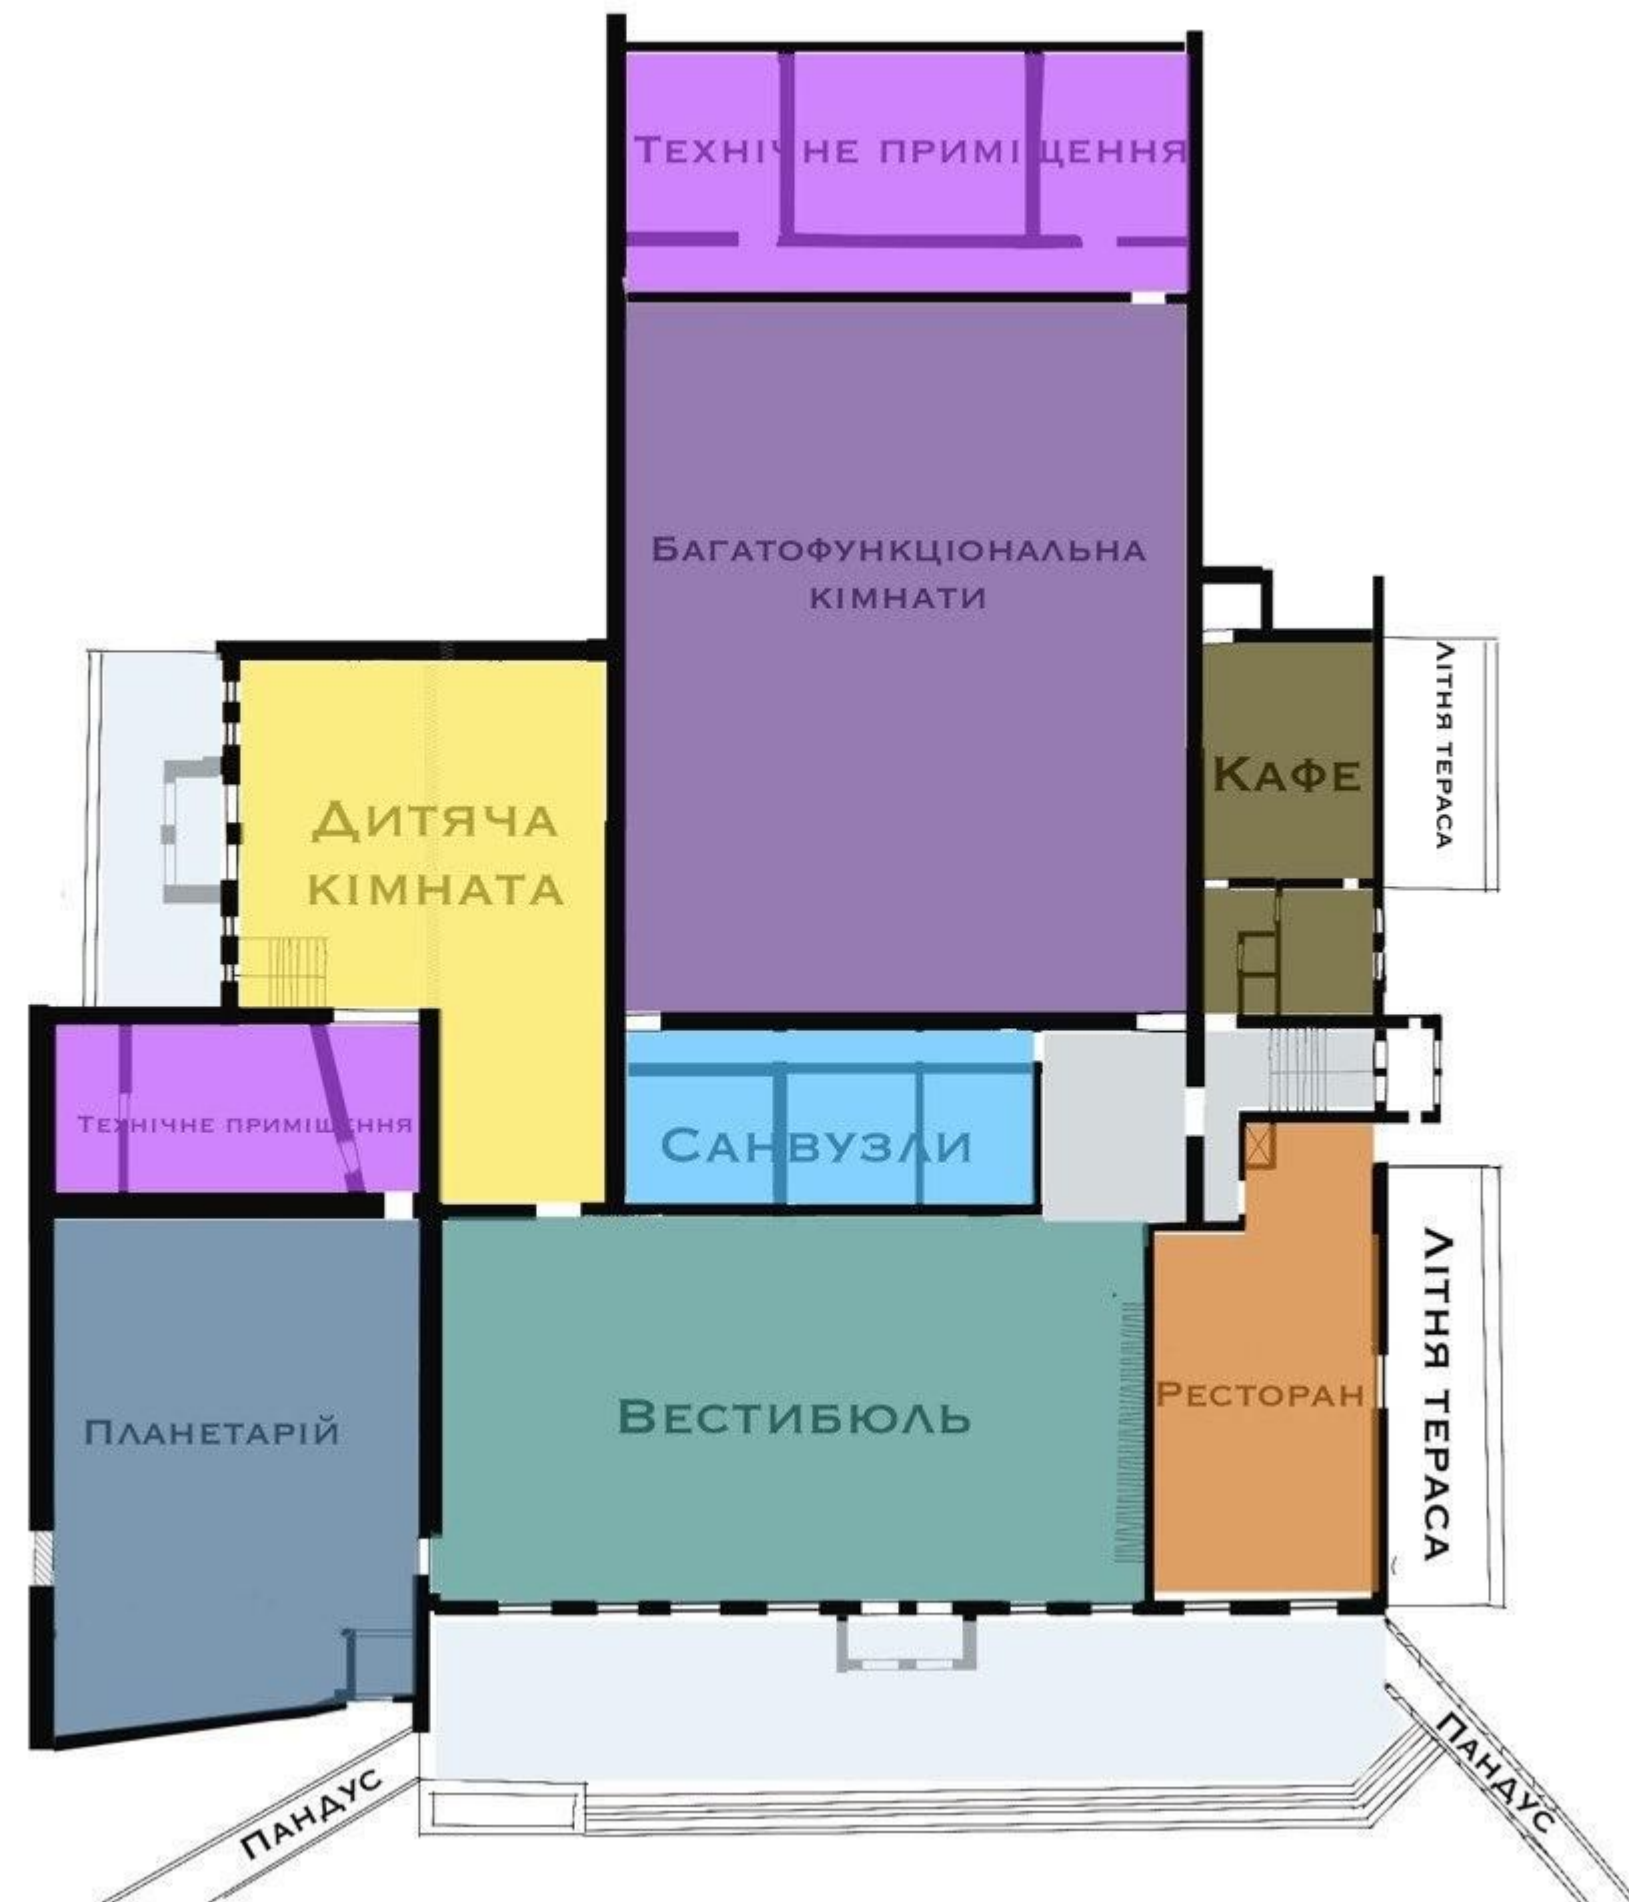 Технічне приміщення
Багатофункціональна
кімнати
Літня тераса
Кафе
Дитяча
кімната
Технічне приміщення
Санвузли
Літня тераса
Ресторан
Вестибюль
Планетарій
Пандус
Пандус